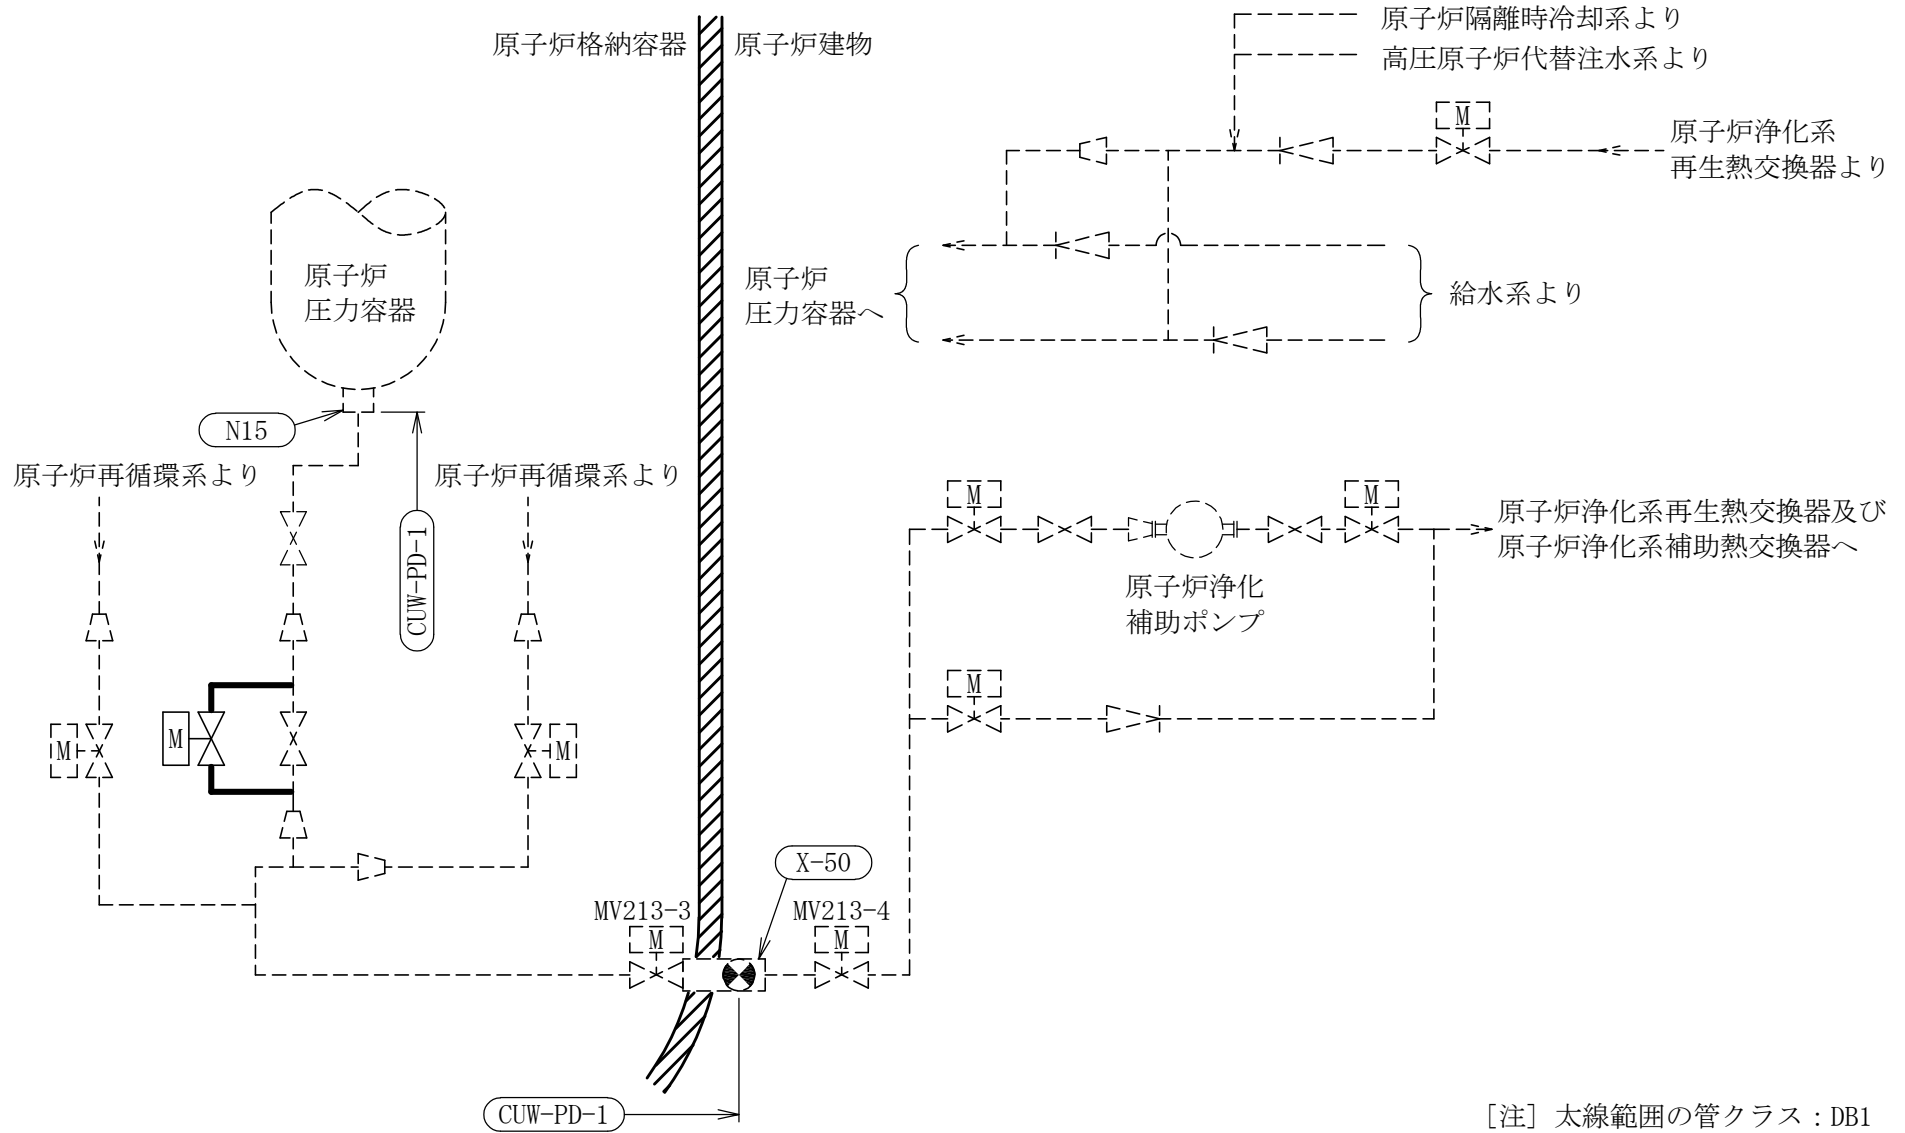 原子炉格納容器
原子炉建物
原子炉隔離時冷却系より
高圧原子炉代替注水系より
M
原子炉浄化系
再生熱交換器より
原子炉
圧力容器
原子炉
圧力容器へ
給水系より
N15
原子炉再循環系より
原子炉再循環系より
CUW-PD-1
M
M
原子炉浄化系再生熱交換器及び
原子炉浄化系補助熱交換器へ
原子炉浄化
補助ポンプ
M
M
M
M
X-50
MV213-3
MV213-4
M
M
CUW-PD-1
［注］太線範囲の管クラス：DB1